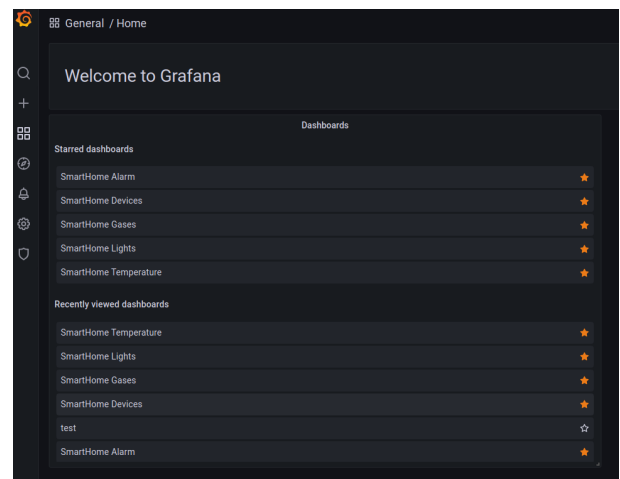 General / Home
Welcome to Grafana
Dashboards
Starred dashboards
SmartHome Alarm
SmartHome Devices
SmartHome Gases
SmartHome Lights
SmartHome Temperature
Recently viewed dashboards
SmartHome Temperature
SmartHome Lights
SmartHome Gases
SmartHome Devices
test
SmartHome Alarm